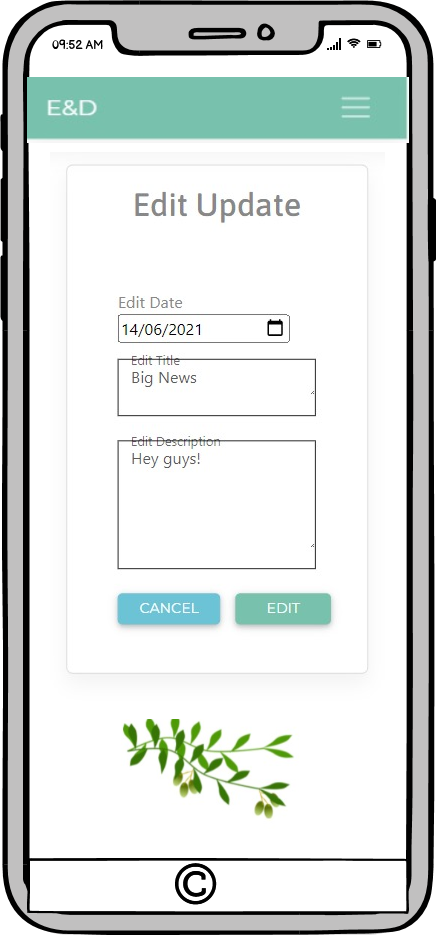 09:52 AM
E&D
Edit Update
Edit Date
14/06/2021
Edit Title
Big News
Edit Description
Hey guys!
CANCEL EDIT
©